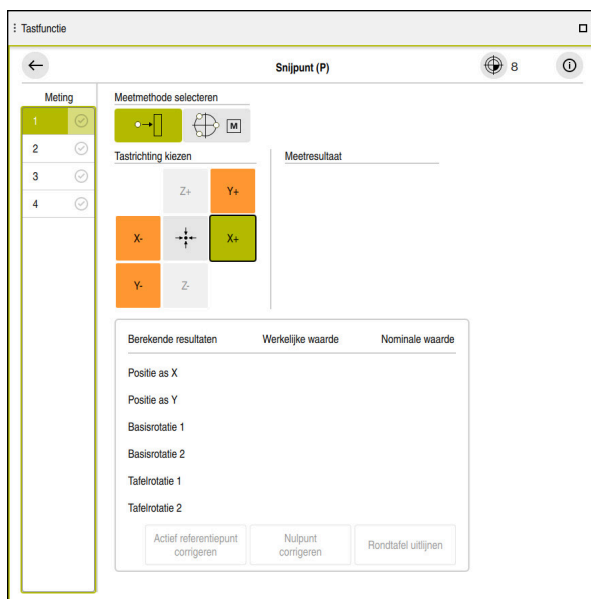 Tastfunctie
Snijpunt (P)
8
Meting
1
2
3
4
Meetmethode selecteren
M
Tastrichting kiezen
Meetresultaat
Z+
Y+
X-
X+
Y-
Z-
Berekende resultaten Werkelijke waarde Nominale waarde
Positie as X
Positie as Y
Basisrotatie 1
Basisrotatie 2
Tafelrotatie 1
Tafelrotatie 2
Actief referentiepunt
corrigeren
Nulpunt
corrigeren
Rondtafel uitlijnen